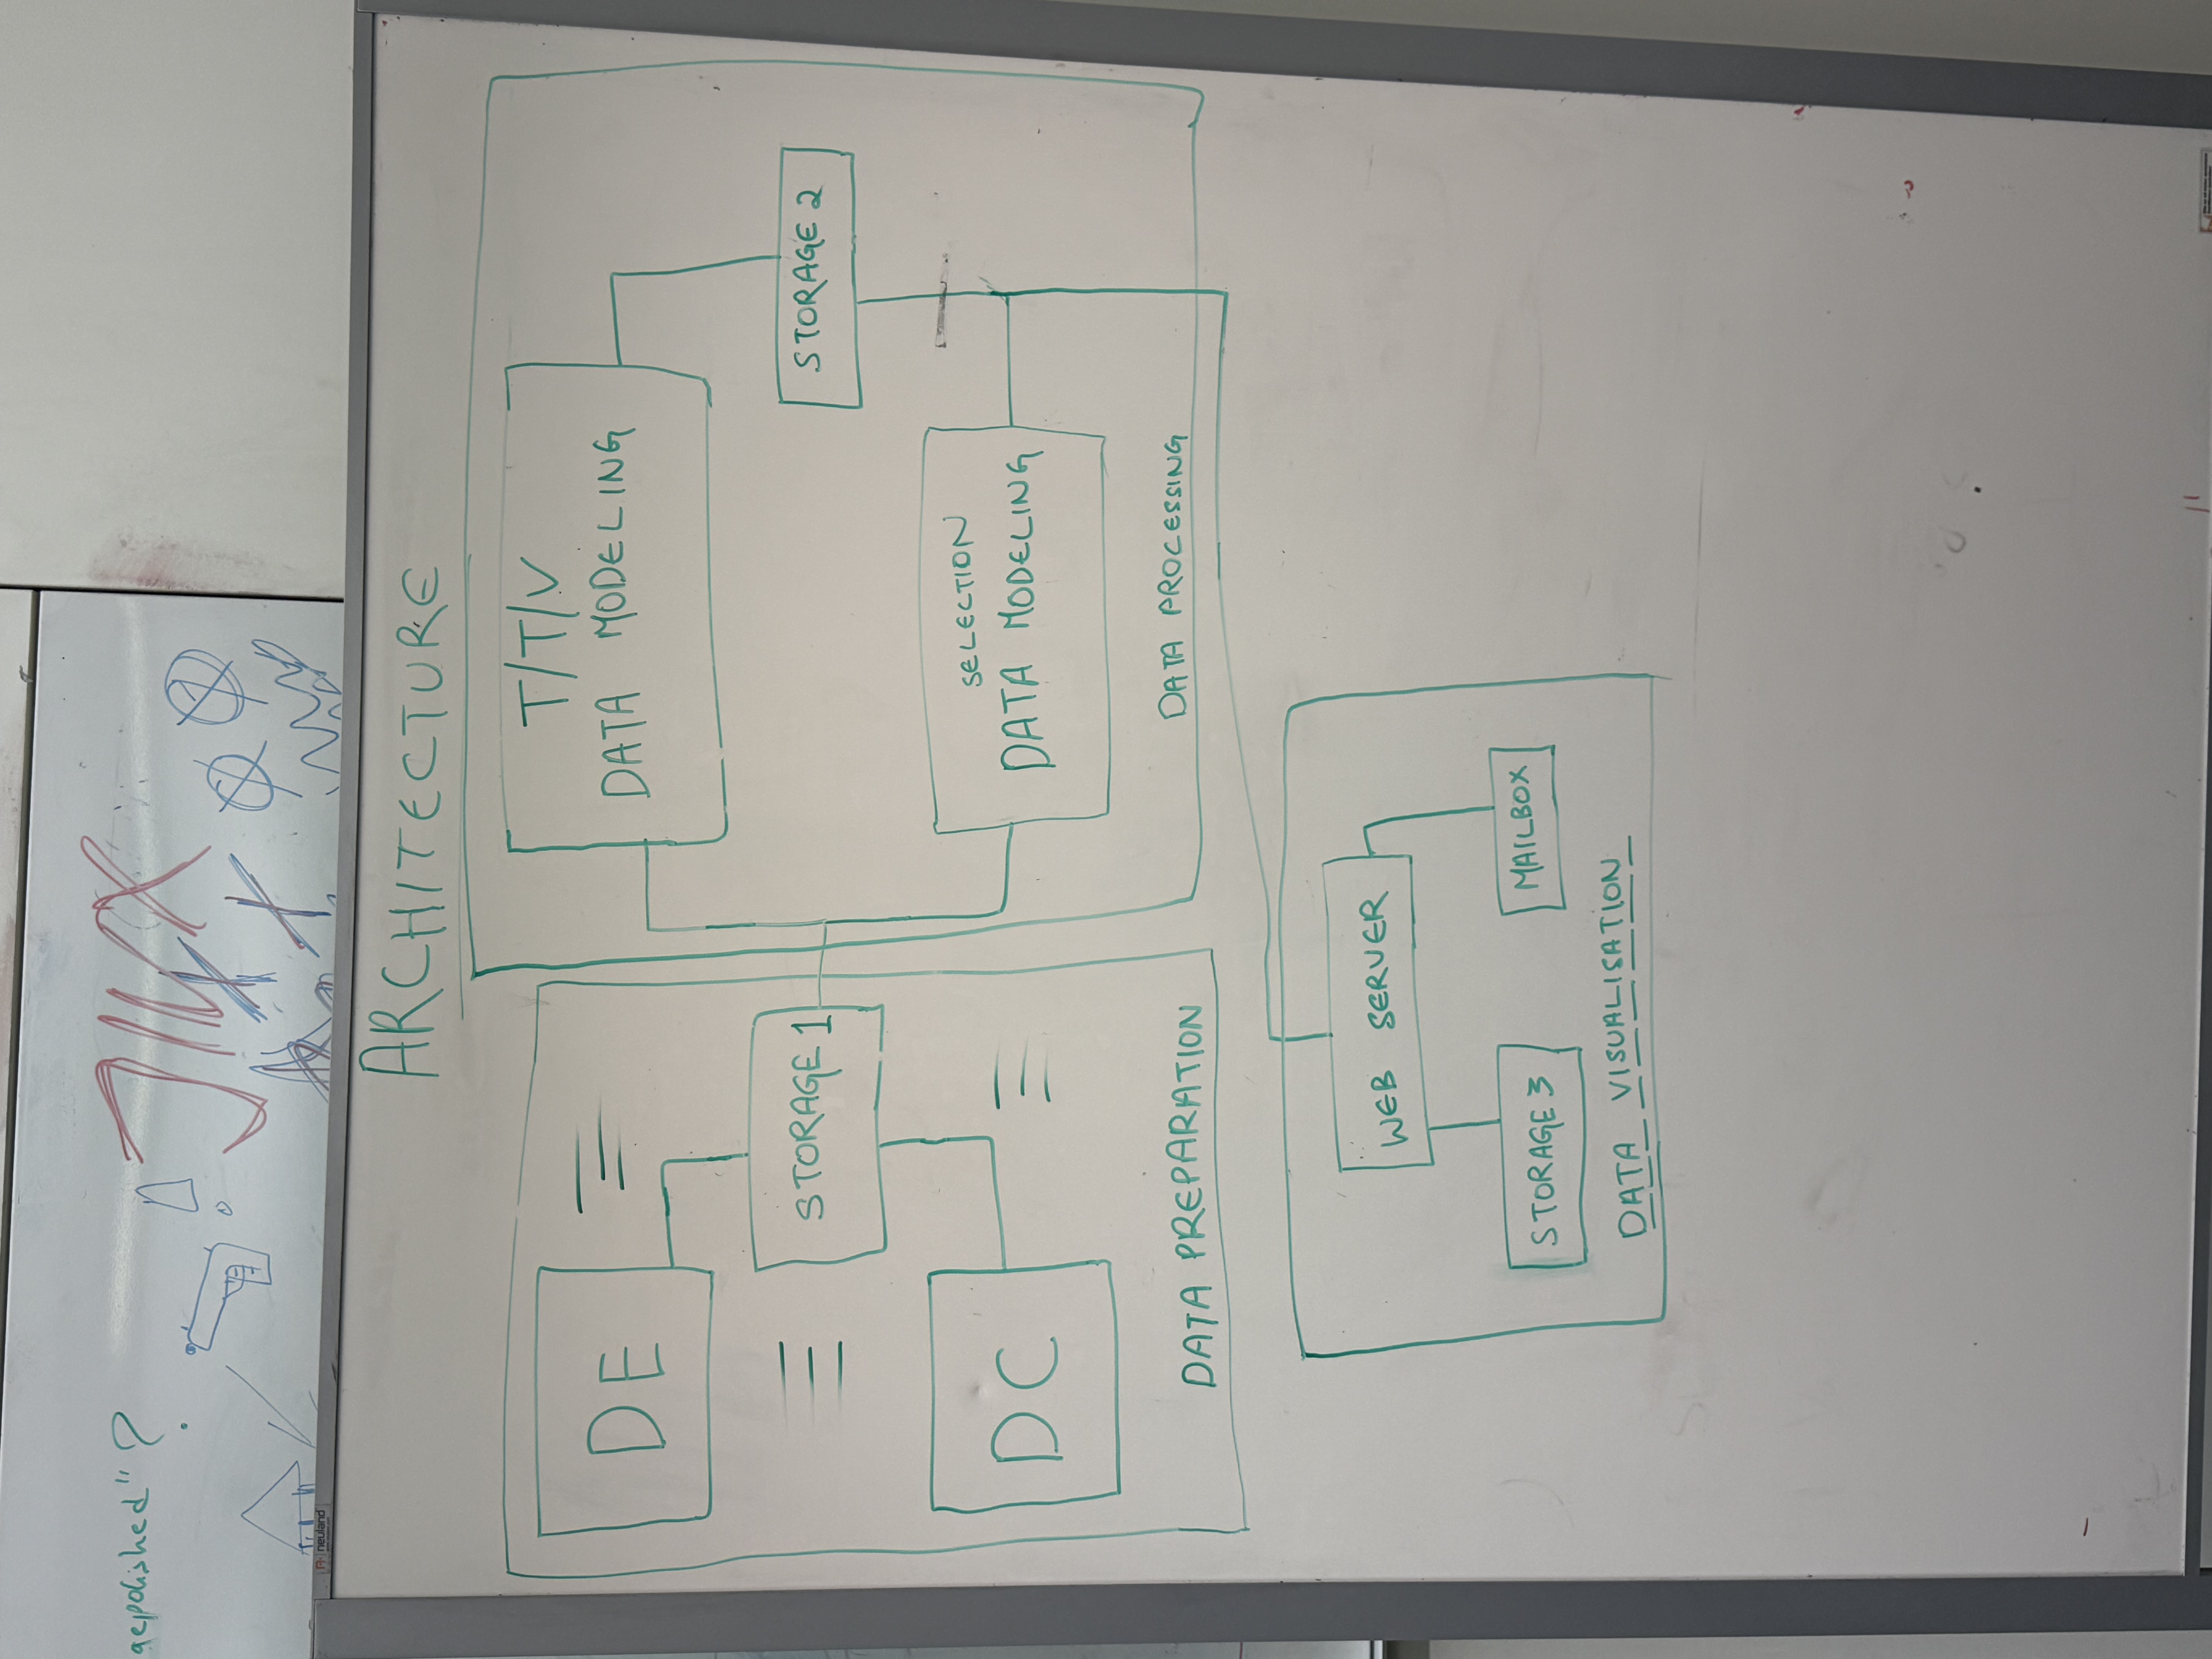 gepolished" ?
neuland
ARCHITECTURE
DE
STORAGE 1
DC
DATA PREPARATION
T/T/V
DATA MODELING
STORAGE 2
SELECTION
DATA MODELING
DATA PROCESSING
WEB SERVER
STORAGE 3
MAILBOX
DATA VISUALISATION